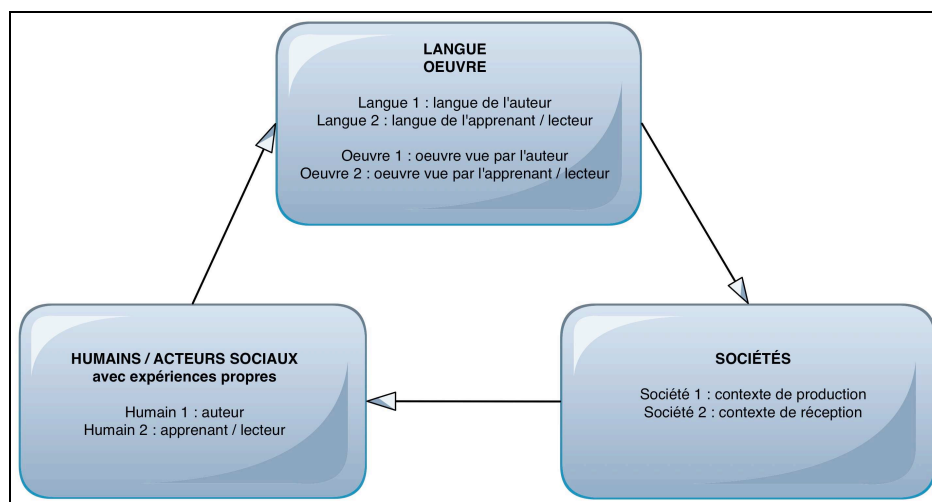 LANGUE
OEUVRE
Langue 1 : langue de l'auteur
Langue 2 : langue de l'apprenant / lecteur
Oeuvre 1 : oeuvre vue par l'auteur
Oeuvre 2 : oeuvre vue par l'apprenant / lecteur
HUMAINS / ACTEURS SOCIAUX
avec expériences propres
Humain 1 : auteur
Humain 2 : apprenant / lecteur
SOCIÉTÉS
Société 1 : contexte de production
Société 2 : contexte de réception